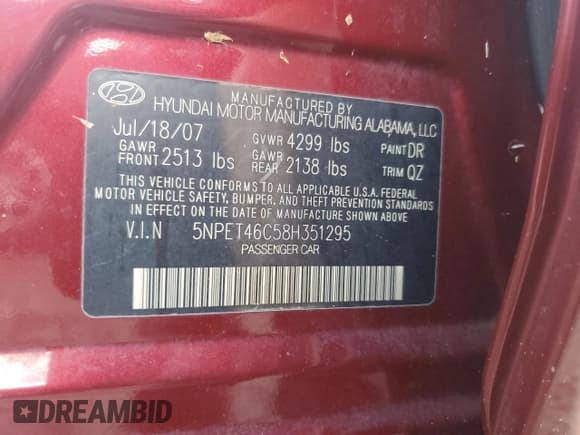 MANUFACTURED BY
HYUNDAI MOTOR MANUFACTURING ALABAMA, LLC
Jul/18/07 GVWR 4299 lbs PAINT DR
GAWR FRONT 2513 lbs GAWR REAR 2138 lbs TRIM QZ
THIS VEHICLE CONFORMS TO ALL APPLICABLE U.S.A. FEDERAL
MOTOR VEHICLE SAFETY, BUMPER, AND THEFT PREVENTION STANDARDS
IN EFFECT ON THE DATE OF MANUFACTURE SHOWN ABOVE.
V.I.N 5NPET46C58H351295
PASSENGER CAR
DREAMBID